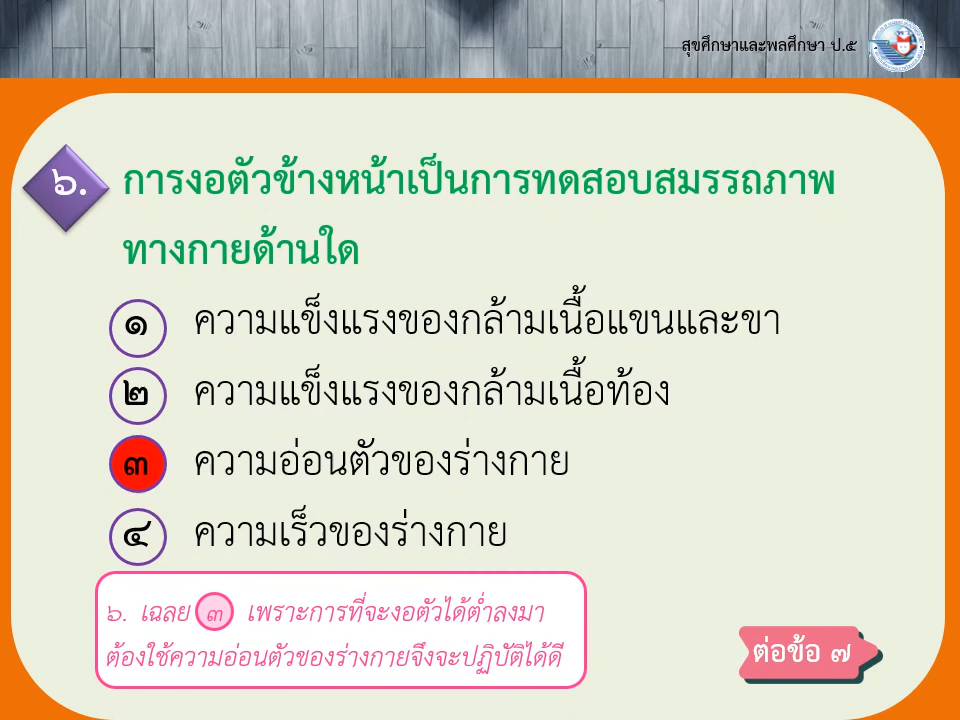 สุขศึกษาและพลศึกษา ป.๕
๖. การงอตัวข้างหน้าเป็นการทดสอบสมรรถภาพ
ทางกายด้านใด
๑ ความแข็งแรงของกล้ามเนื้อแขนและขา
๒ ความแข็งแรงของกล้ามเนื้อท้อง
๓ ความอ่อนตัวของร่างกาย
๔ ความเร็วของร่างกาย
๖. เฉลย ๓ เพราะการที่จะงอตัวได้ต่ำลงมา
ต้องใช้ความอ่อนตัวของร่างกายจึงจะปฏิบัติได้ดี
ต่อข้อ ๗